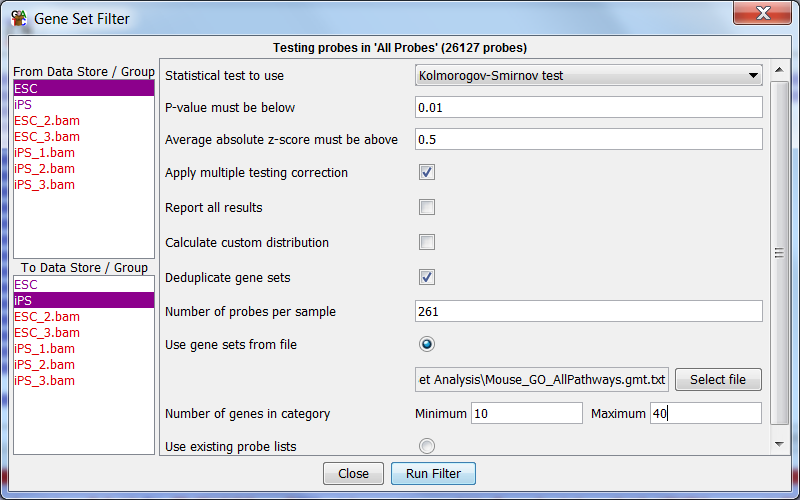 Gene Set Filter
Testing probes in 'All Probes' (26127 probes)
From Data Store / Group
ESC
iPS
ESC_2.bam
ESC_3.bam
iPS_1.bam
iPS_2.bam
iPS_3.bam
To Data Store / Group
ESC
iPS
ESC_2.bam
ESC_3.bam
iPS_1.bam
iPS_2.bam
iPS_3.bam
Statistical test to use Kolmorogov-Smirnov test
P-value must be below 0.01
Average absolute z-score must be above 0.5
Apply multiple testing correction
Report all results
Calculate custom distribution
Deduplicate gene sets
Number of probes per sample 261
Use gene sets from file
et Analysis\Mouse_GO_AllPathways.gmt.txt Select file
Number of genes in category Minimum 10 Maximum 40
Use existing probe lists
Close Run Filter